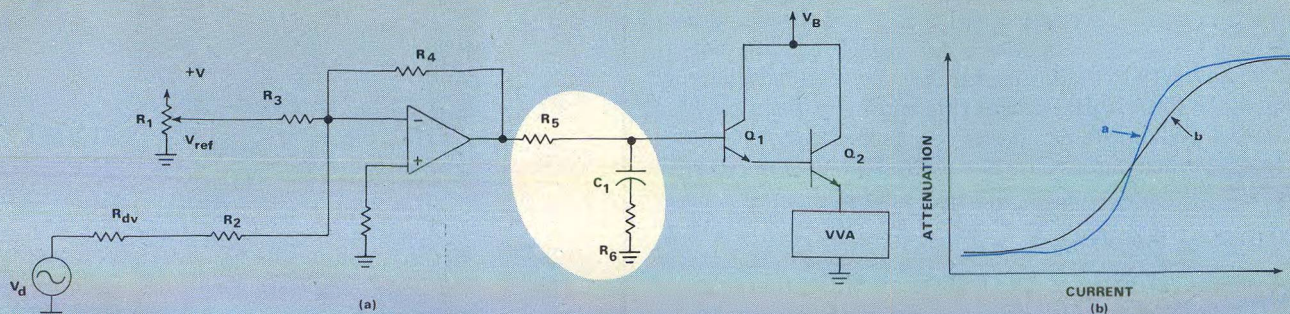 +V
R1
Vref
R3
R4
R5
C1
R6
Rdv
R2
Vd
−
+
Q1
Q2
VB
VVA
(a)
ATTENUATION
a
b
CURRENT
(b)